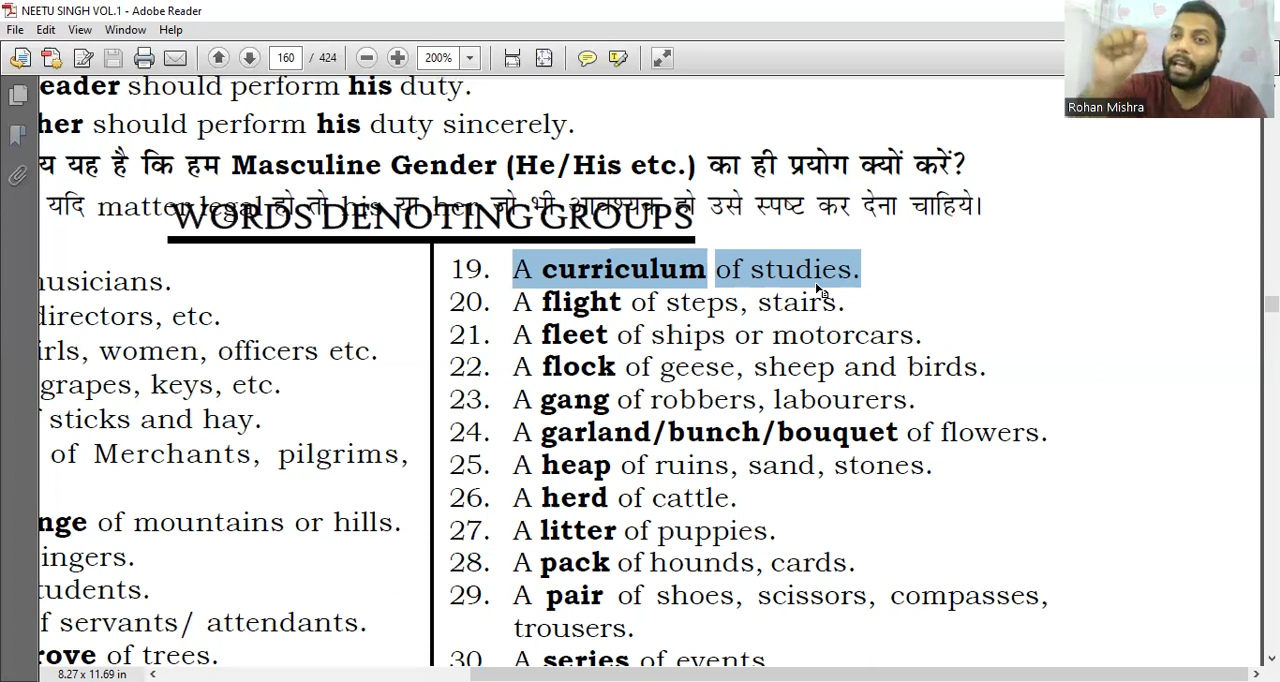 NEETU SINGH VOL.1 - Adobe Reader
File Edit View Window Help
160 / 424 200%
Rohan Mishra
eader should perform his duty.
her should perform his duty sincerely.
य यह है कि हम Masculine Gender (He/His etc.) का ही प्रयोग क्यों करें?
यदि matter legal हो तो his या her जो भी आवश्यक हो उसे स्पष्ट कर देना चाहिये।
WORDS DENOTING GROUPS
usicians.
directors, etc.
irls, women, officers etc.
grapes, keys, etc.
f sticks and hay.
of Merchants, pilgrims,
nge of mountains or hills.
ingers.
tudents.
f servants/ attendants.
rove of trees.
19. A curriculum of studies.
20. A flight of steps, stairs.
21. A fleet of ships or motorcars.
22. A flock of geese, sheep and birds.
23. A gang of robbers, labourers.
24. A garland/bunch/bouquet of flowers.
25. A heap of ruins, sand, stones.
26. A herd of cattle.
27. A litter of puppies.
28. A pack of hounds, cards.
29. A pair of shoes, scissors, compasses,
trousers.
30. A series of events
8.27 x 11.69 in